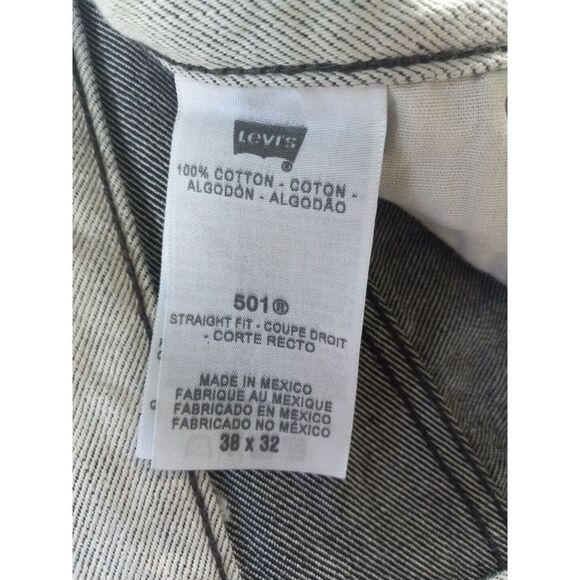 Levi's
®
100% COTTON - COTON -
ALGODÓN - ALGODÃO
501®
STRAIGHT FIT - COUPE DROIT
- CORTE RECTO
MADE IN MEXICO
FABRIQUE AU MEXIQUE
FABRICADO EN MEXICO
FABRICADO NO MÉXICO
38 x 32